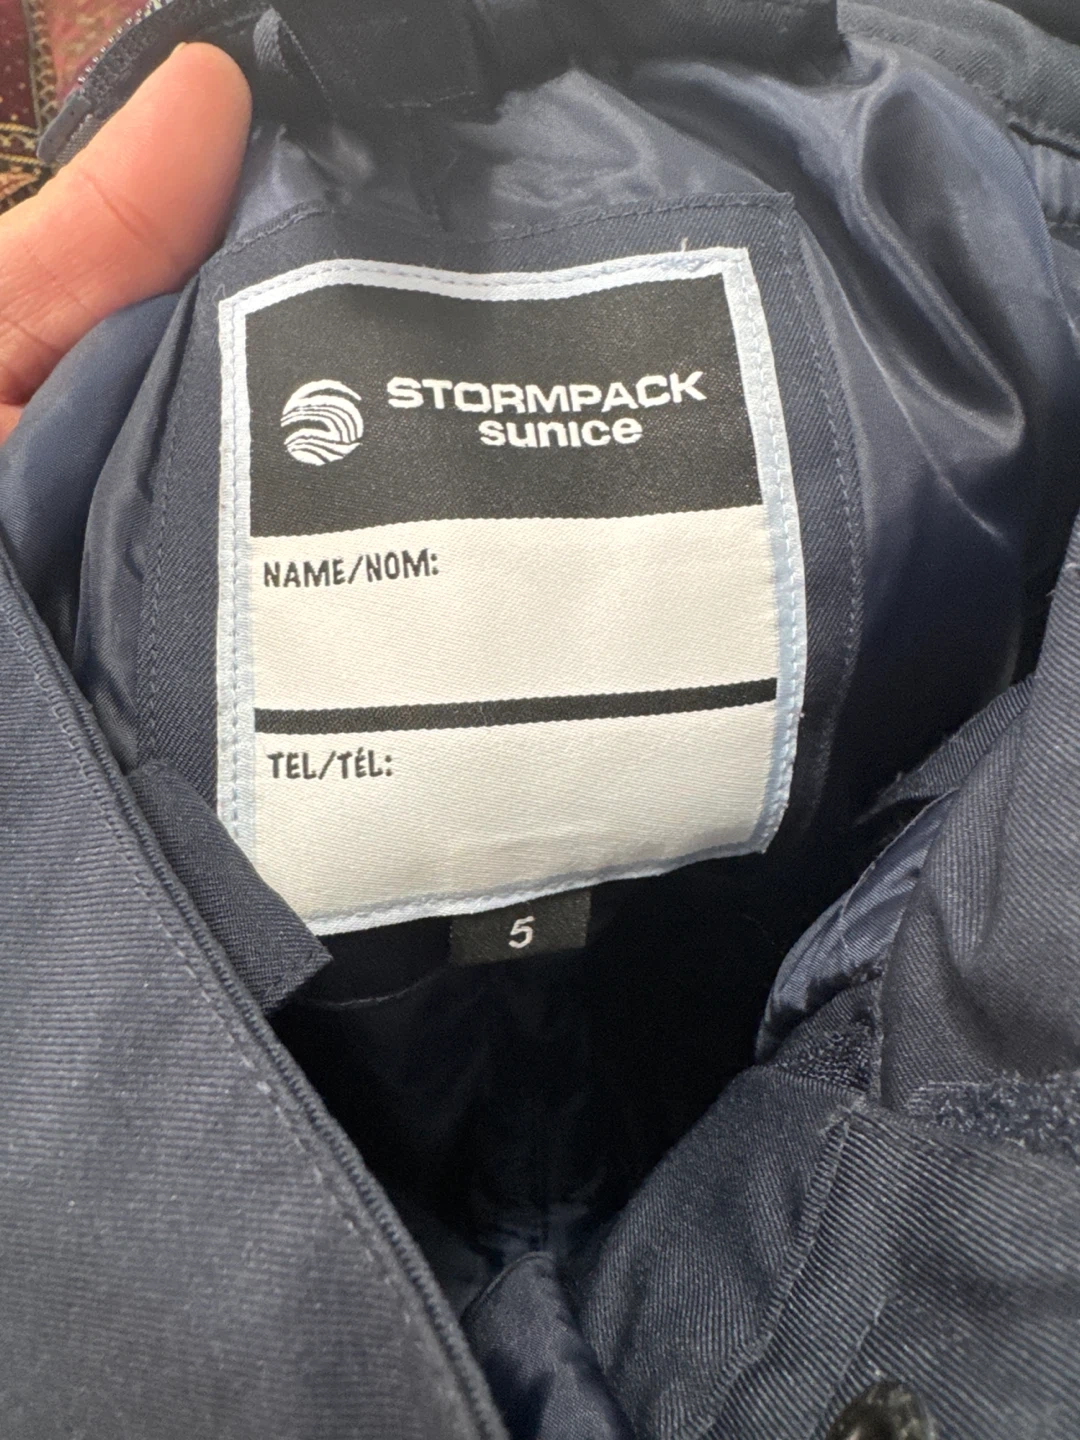 STORMPACK
sunice
NAME/NOM:
TEL/TÉL:
5